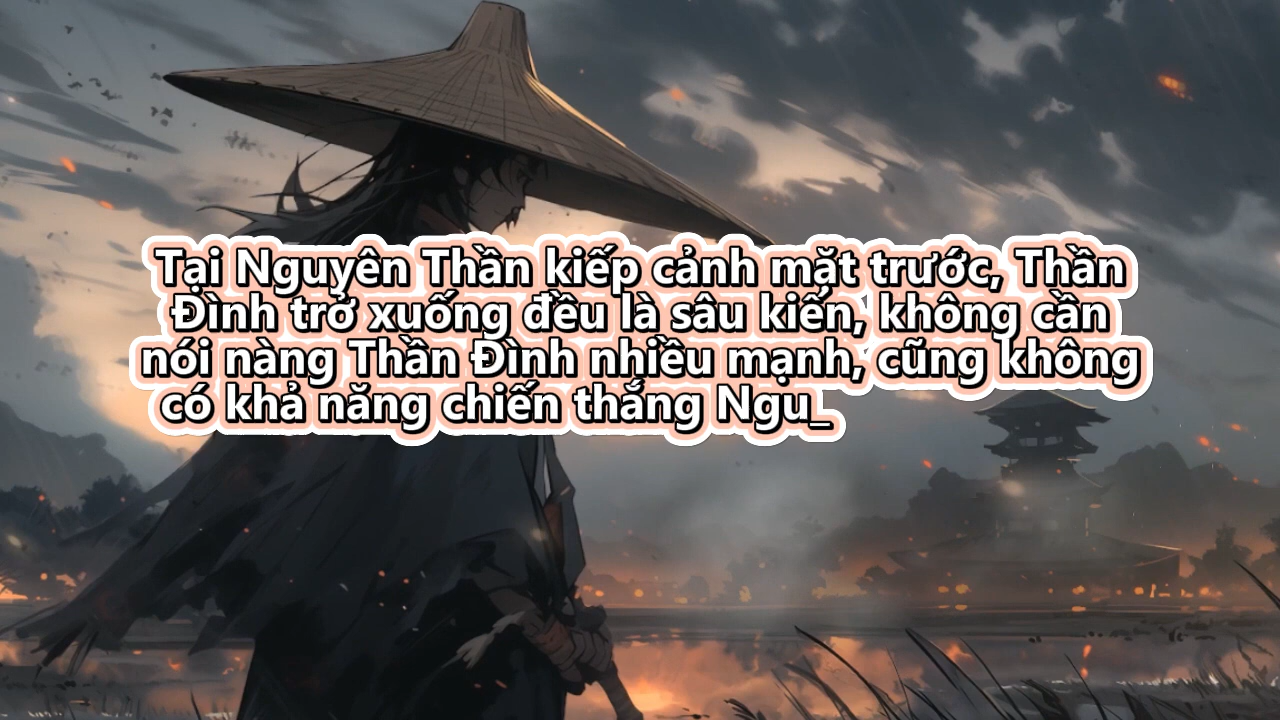 Tại Nguyên Thần kiếp cảnh mặt trước, Thần
Đình trở xuống đều là sâu kiến, không cần
nói nàng Thần Đình nhiều mạnh, cũng không
có khả năng chiến thắng Ngu_